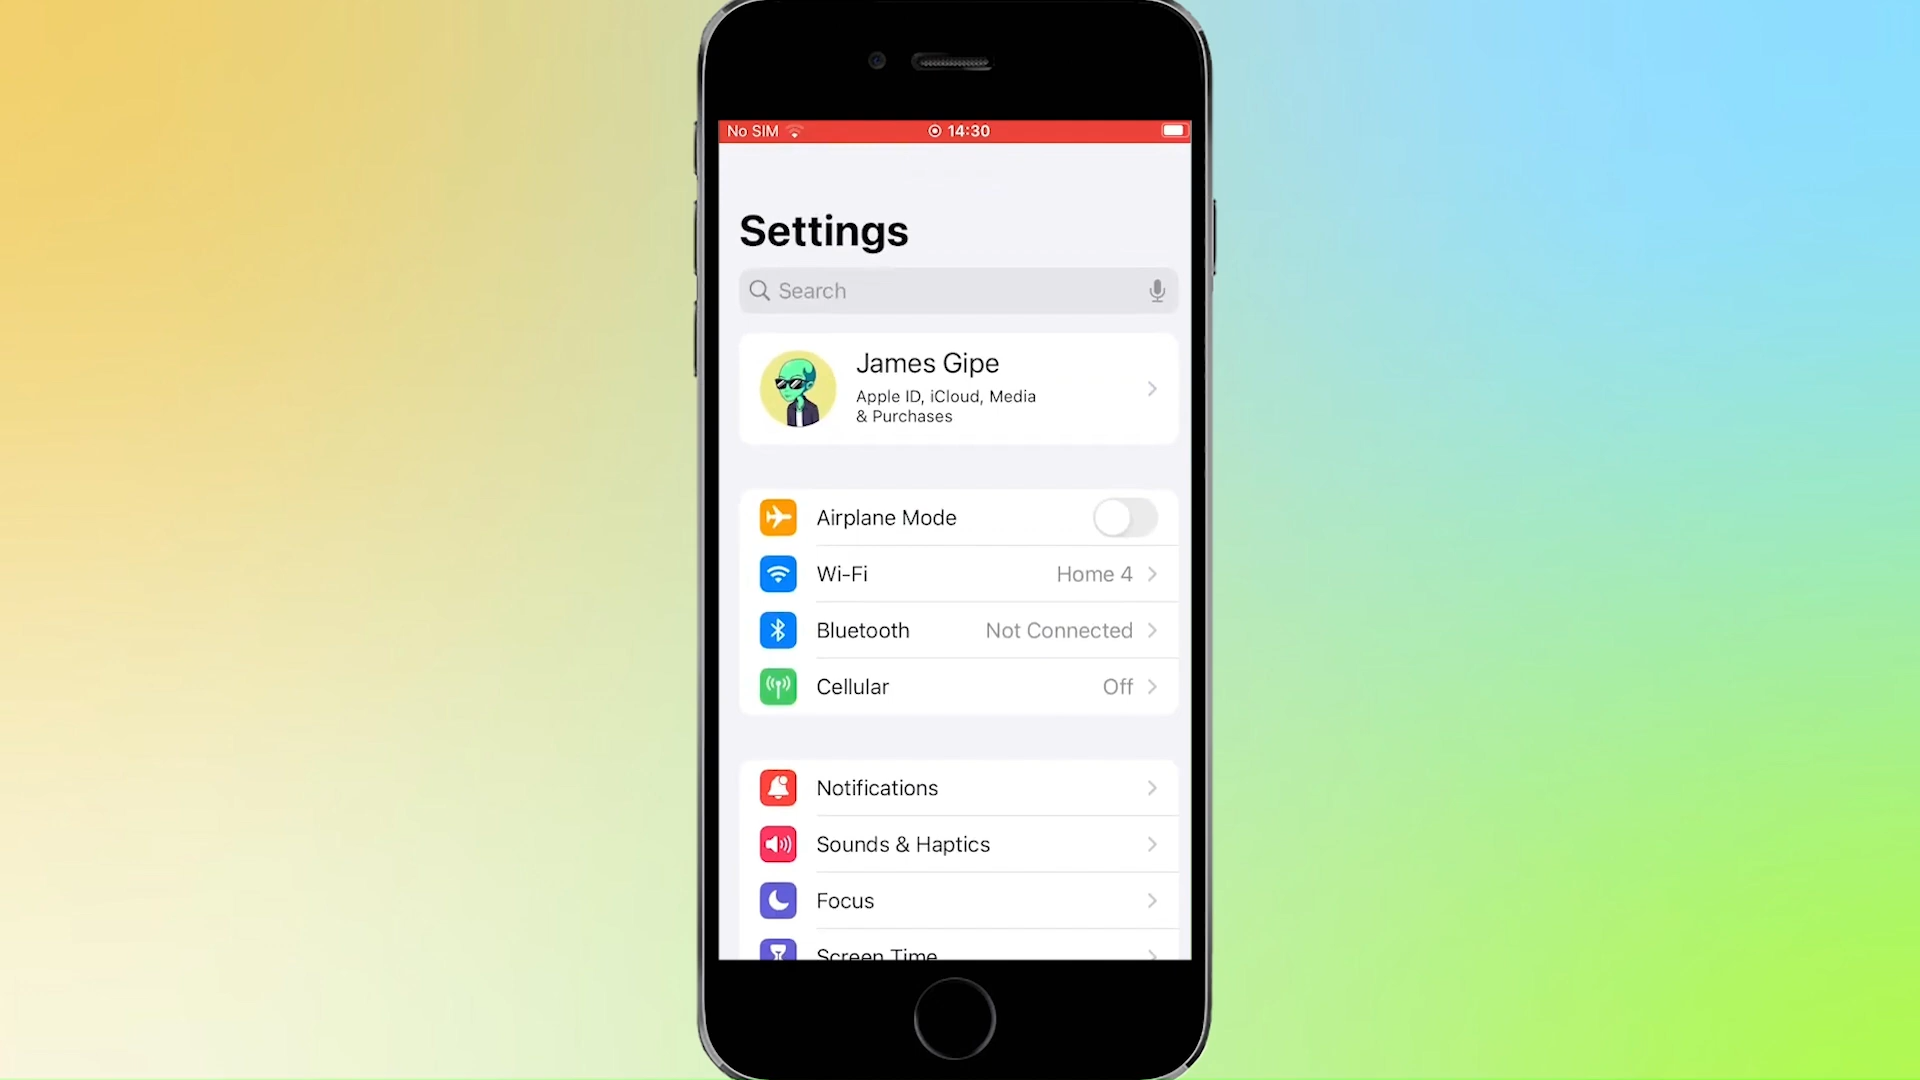 No SIM 14:30
Settings
Search
James Gipe
Apple ID, iCloud, Media
& Purchases
Airplane Mode
Wi-Fi Home 4
Bluetooth Not Connected
Cellular Off
Notifications
Sounds & Haptics
Focus
Screen Time